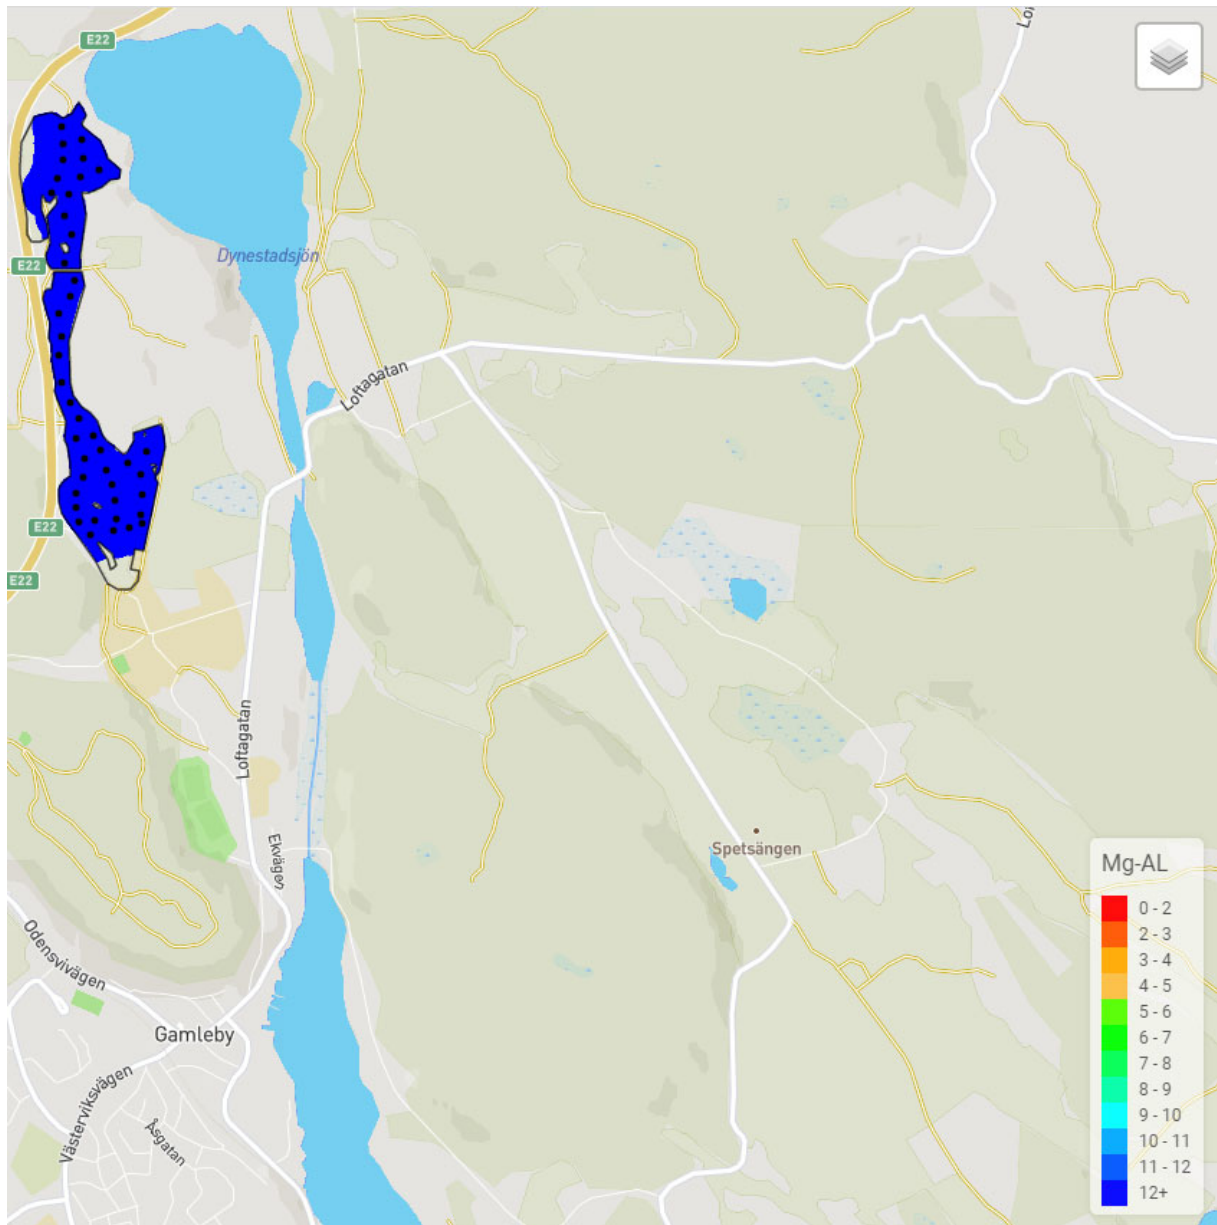 E22
Dynestadsjön
E22
Loftagatan
E22
E22
Loftagatan
Ekvägen
Spetsängen
Odensvivägen
Gamleby
Västerviksvägen
Åsgatan
Mg-AL
0 - 2
2 - 3
3 - 4
4 - 5
5 - 6
6 - 7
7 - 8
8 - 9
9 - 10
10 - 11
11 - 12
12+